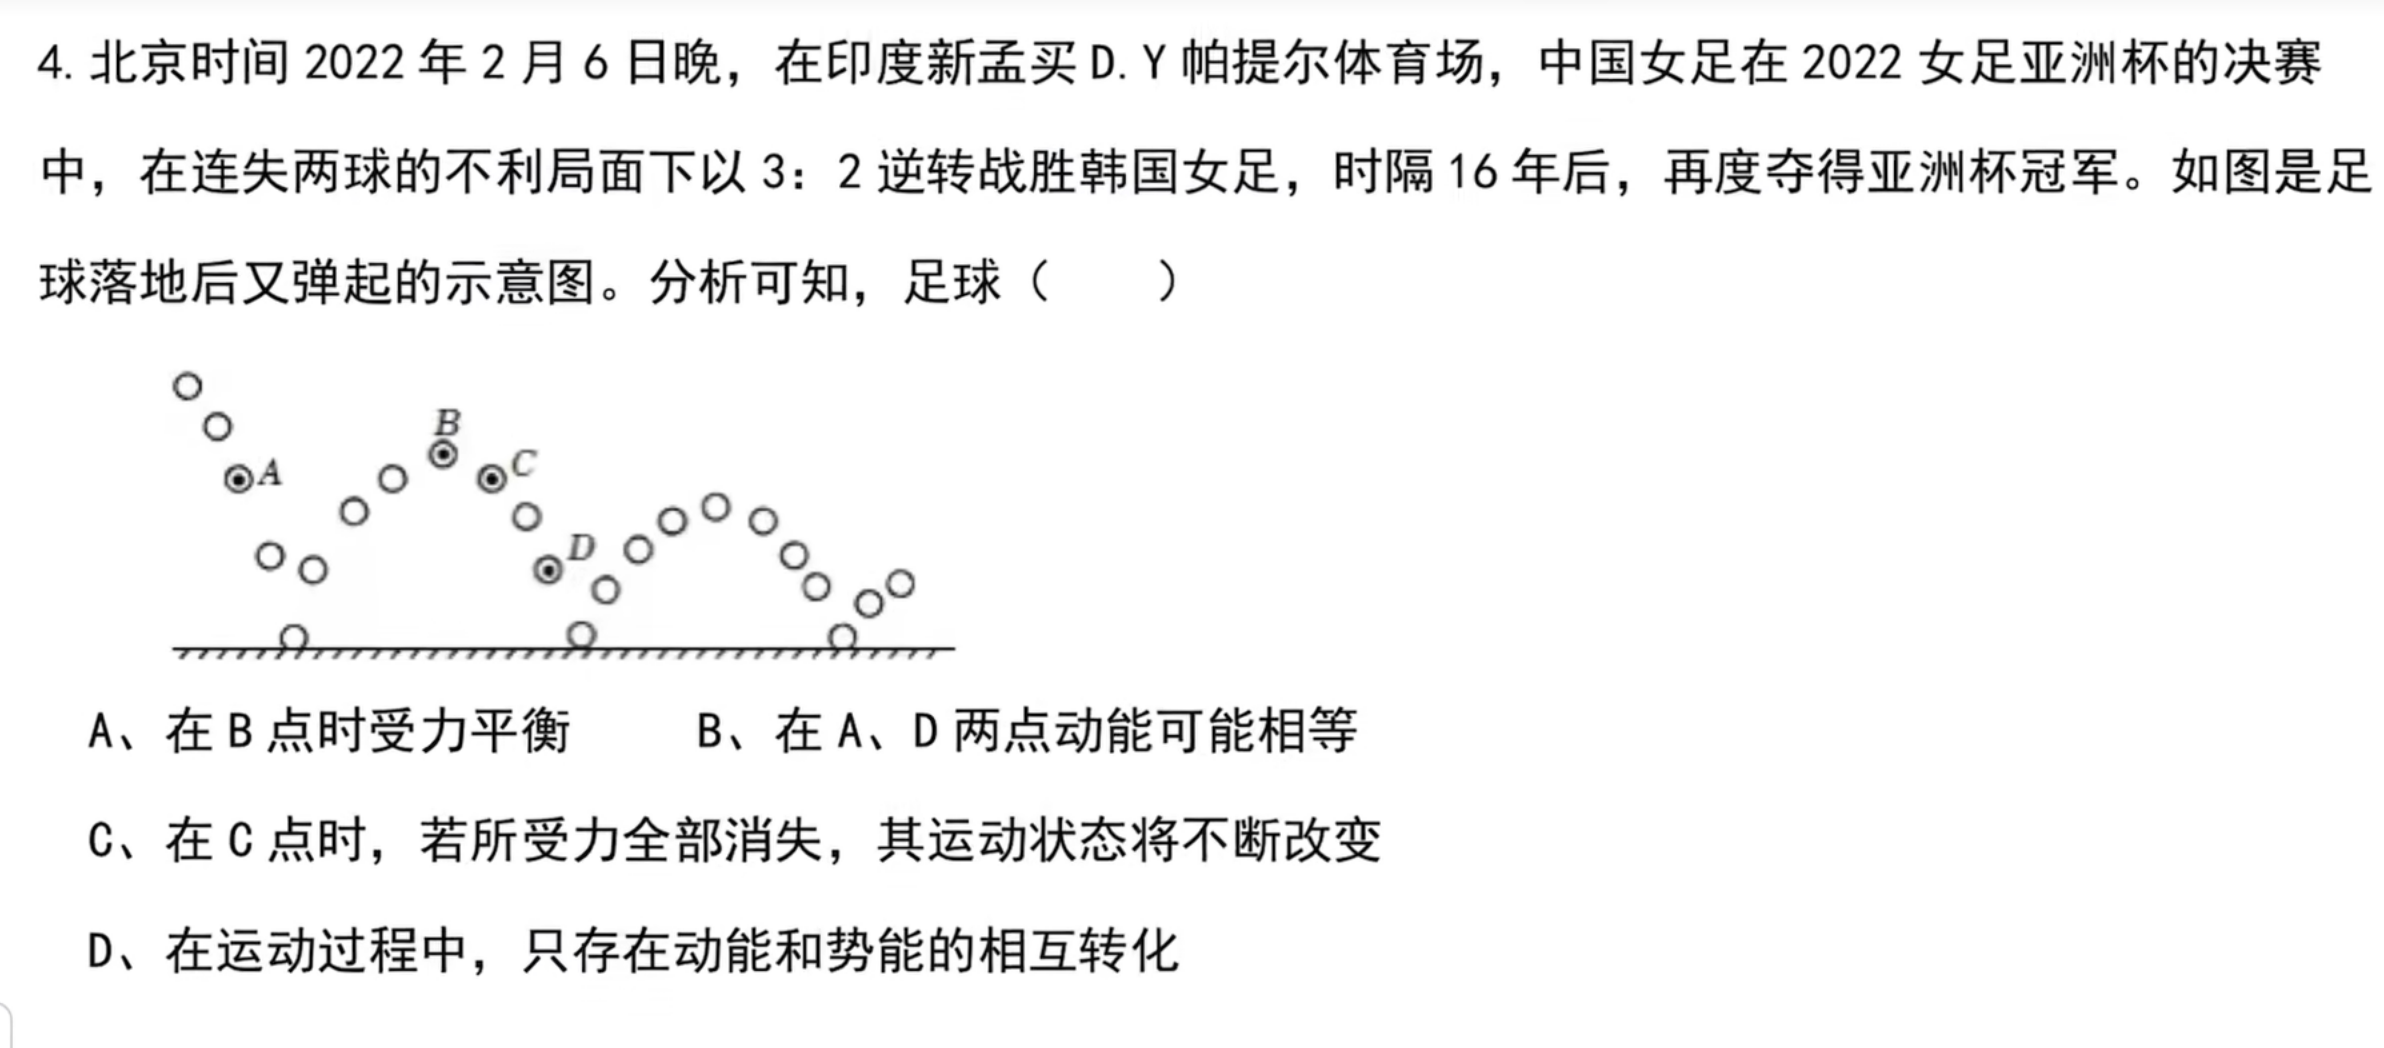 4. 北京时间 2022 年 2 月 6 日晚，在印度新孟买 D. Y 帕提尔体育场，中国女足在 2022 女足亚洲杯的决赛
中，在连失两球的不利局面下以 3：2 逆转战胜韩国女足，时隔 16 年后，再度夺得亚洲杯冠军。如图是足
球落地后又弹起的示意图。分析可知，足球（　　）
B
C
A
D
A、在 B 点时受力平衡　　B、在 A、D 两点动能可能相等
C、在 C 点时，若所受力全部消失，其运动状态将不断改变
D、在运动过程中，只存在动能和势能的相互转化